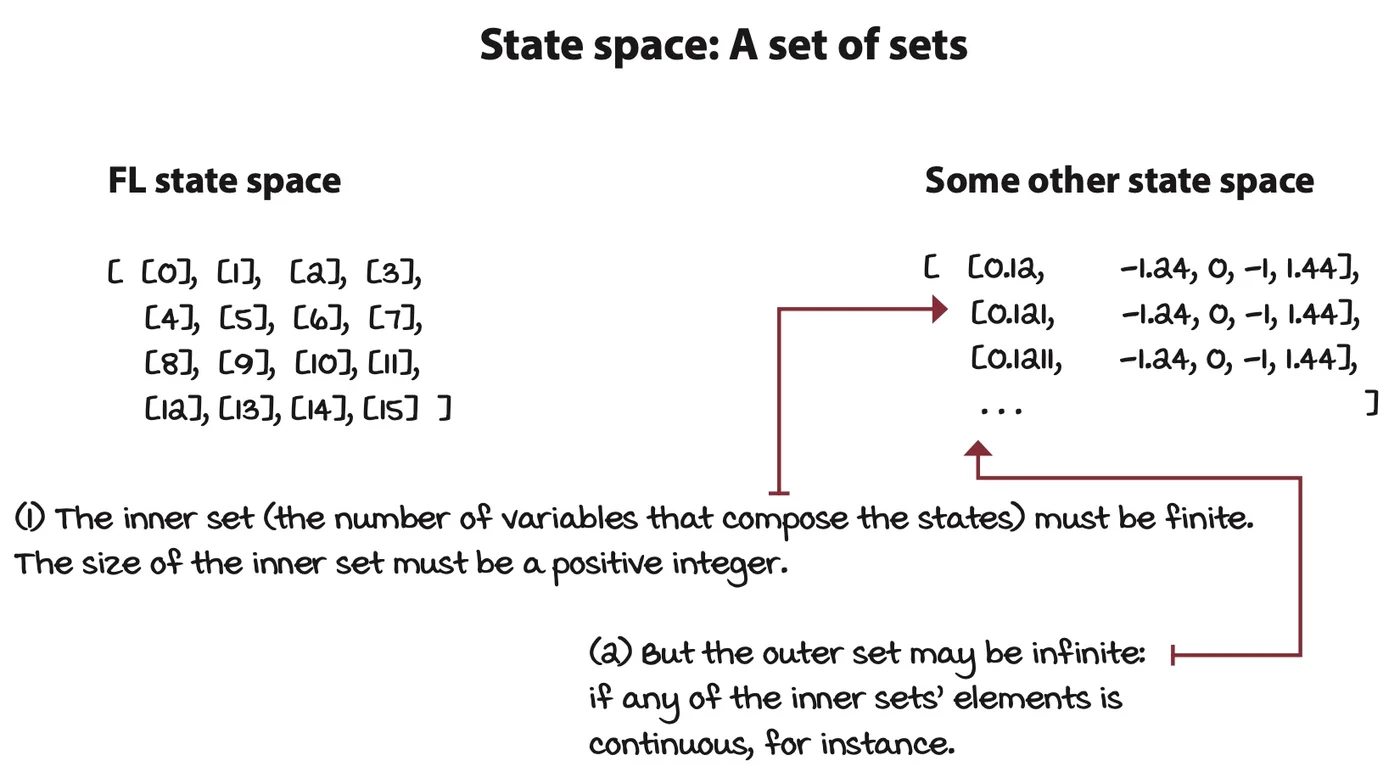 State space: A set of sets
FL state space
[ [0], [1], [2], [3],
[4], [5], [6], [7],
[8], [9], [10], [11],
[12], [13], [14], [15] ]
Some other state space
[ [0.12, -1.24, 0, -1, 1.44],
[0.121, -1.24, 0, -1, 1.44],
[0.1211, -1.24, 0, -1, 1.44],
... ]
(1) The inner set (the number of variables that compose the states) must be finite.
The size of the inner set must be a positive integer.
(2) But the outer set may be infinite:
if any of the inner sets' elements is
continuous, for instance.